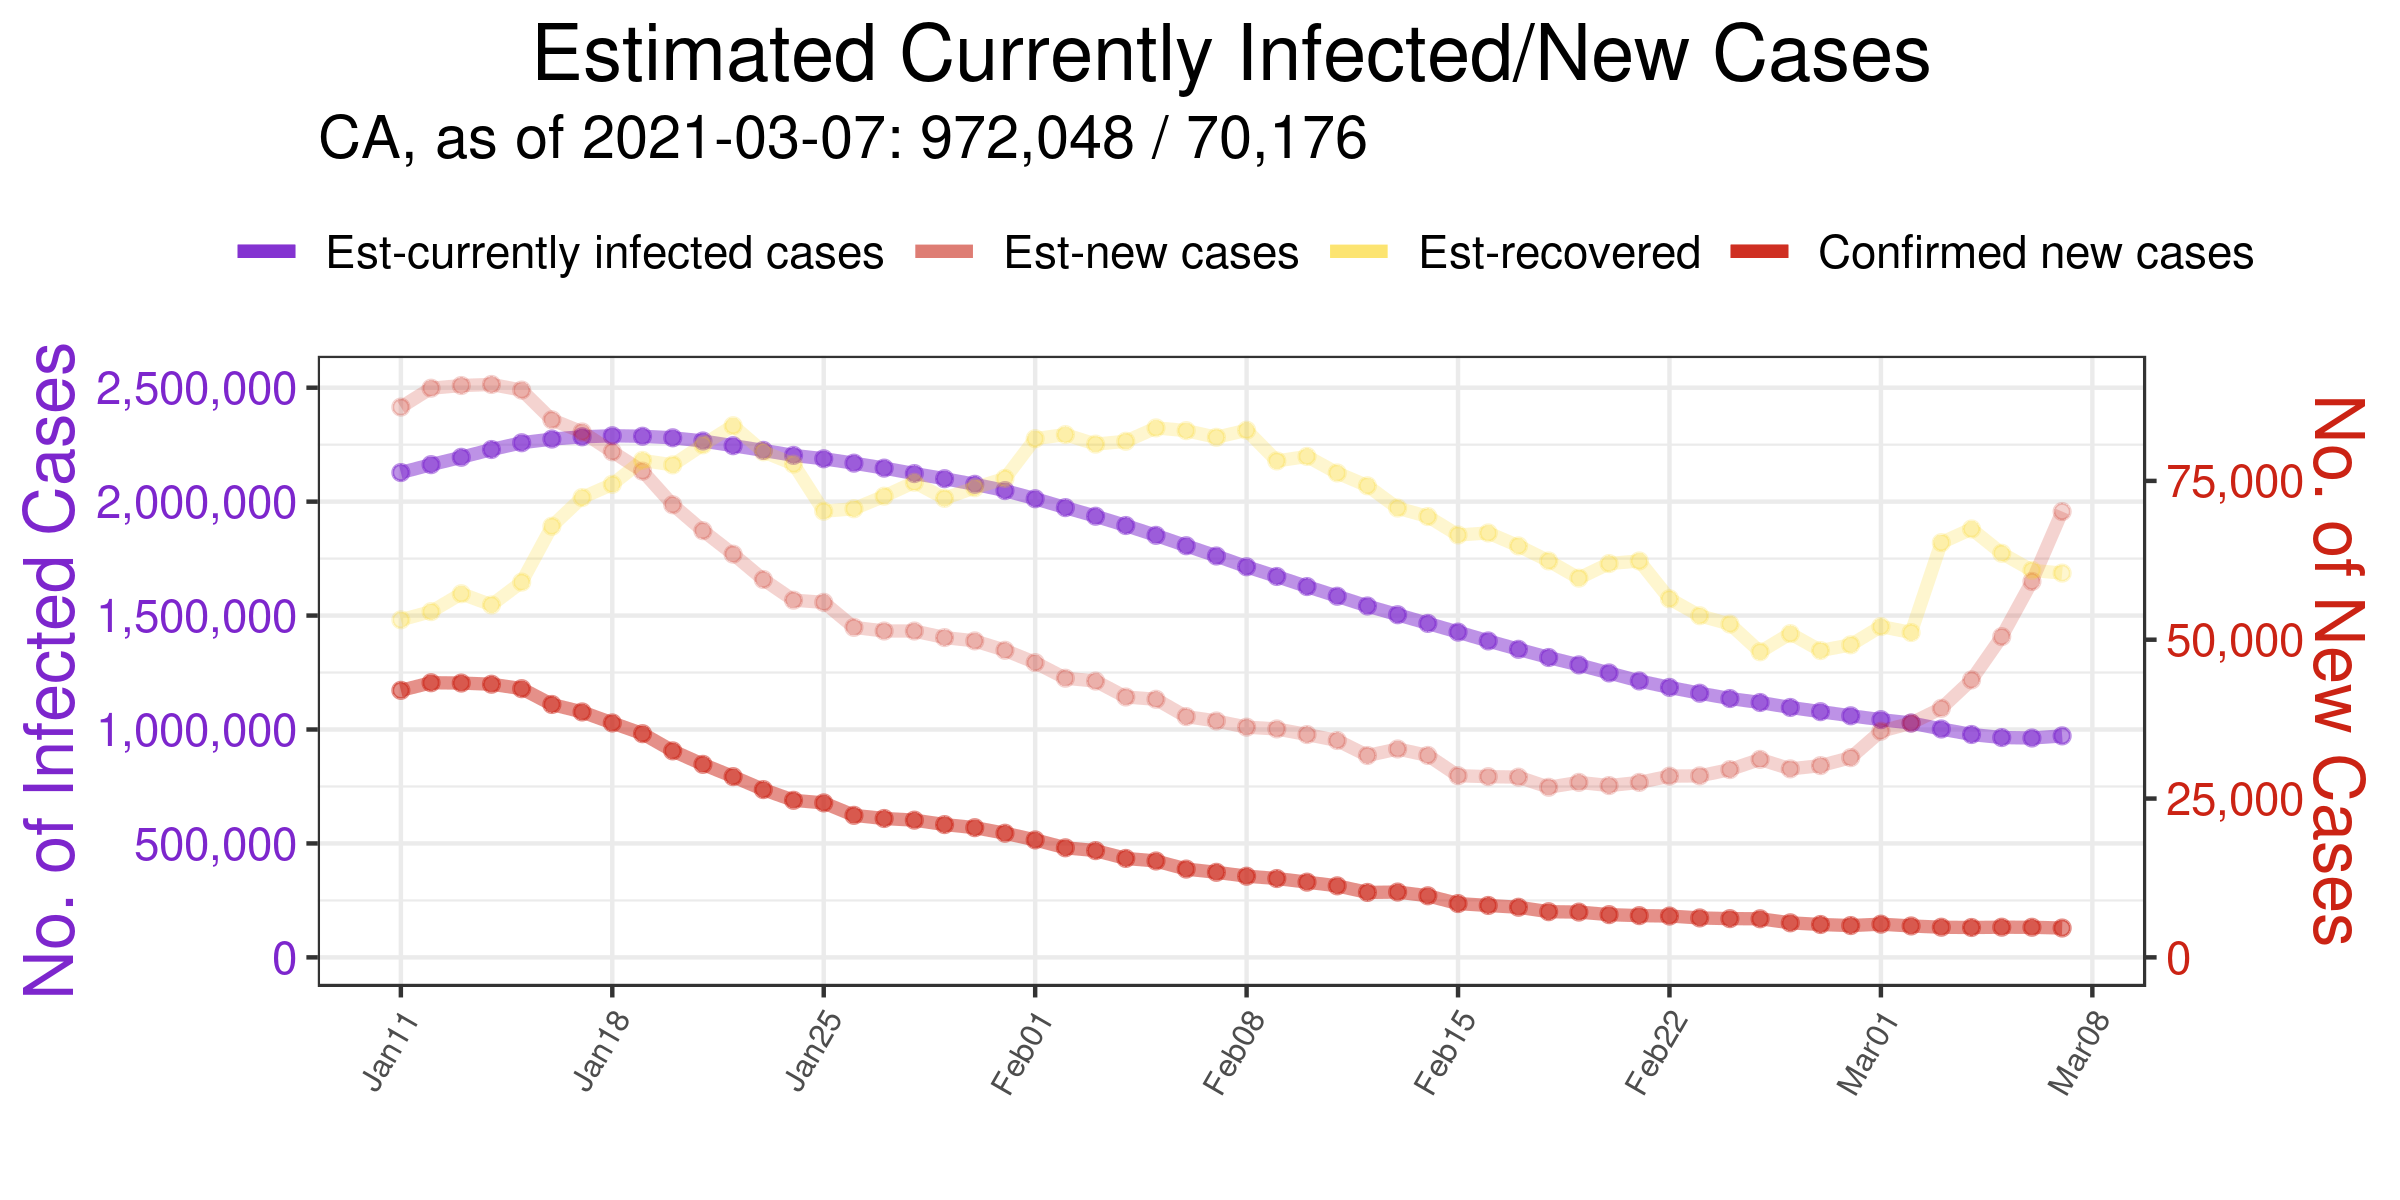 Estimated Currently Infected/New Cases
CA, as of 2021-03-07: 972,048 / 70,176
Est-currently infected cases Est-new cases Est-recovered Confirmed new cases
No. of Infected Cases
2,500,000
2,000,000
1,500,000
1,000,000
500,000
0
75,000
50,000
25,000
0
No. of New Cases
Jan11 Jan18 Jan25 Feb01 Feb08 Feb15 Feb22 Mar01 Mar08